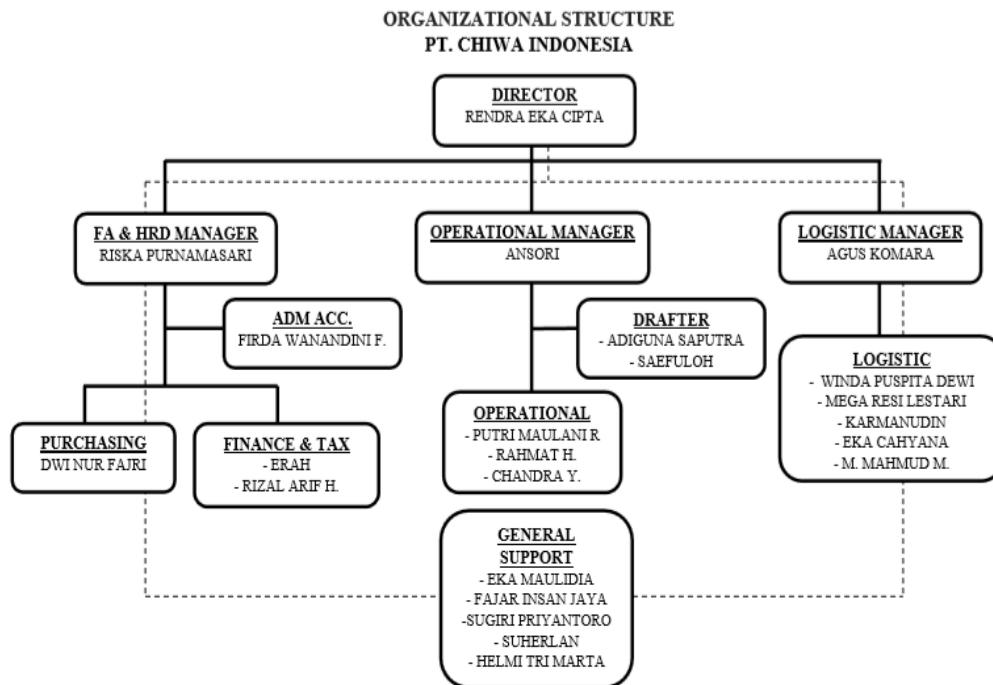 ORGANIZATIONAL STRUCTURE
PT. CHIWA INDONESIA
DIRECTOR
RENDRA EKA CIPTA
FA & HRD MANAGER
RISKA PURNAMASARI
OPERATIONAL MANAGER
ANSORI
LOGISTIC MANAGER
AGUS KOMARA
ADM ACC.
FIRDA WANANDINI F.
DRAFTER
- ADIGUNA SAPUTRA
- SAEFULOH
PURCHASING
DWI NUR FAJRI
FINANCE & TAX
- ERAH
- RIZAL ARIF H.
OPERATIONAL
- PUTRI MAULANI R
- RAHMAT H.
- CHANDRA Y.
LOGISTIC
- WINDA PUSPITA DEWI
- MEGA RESI LESTARI
- KARMANUDIN
- EKA CAHYANA
- M. MAHMUD M.
GENERAL
SUPPORT
- EKA MAULIDIA
- FAJAR INSAN JAYA
-SUGIRI PRIYANTORO
- SUHERLAN
- HELMI TRI MARTA